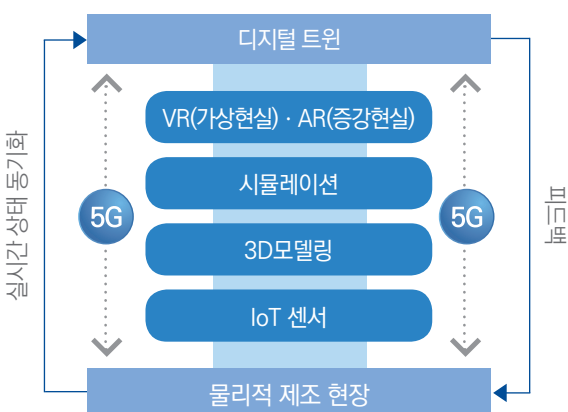 디지털 트윈
VR(가상현실) · AR(증강현실)
시뮬레이션
5G
5G
3D모델링
IoT 센서
물리적 제조 현장
실시간 상태 동기화
피드백